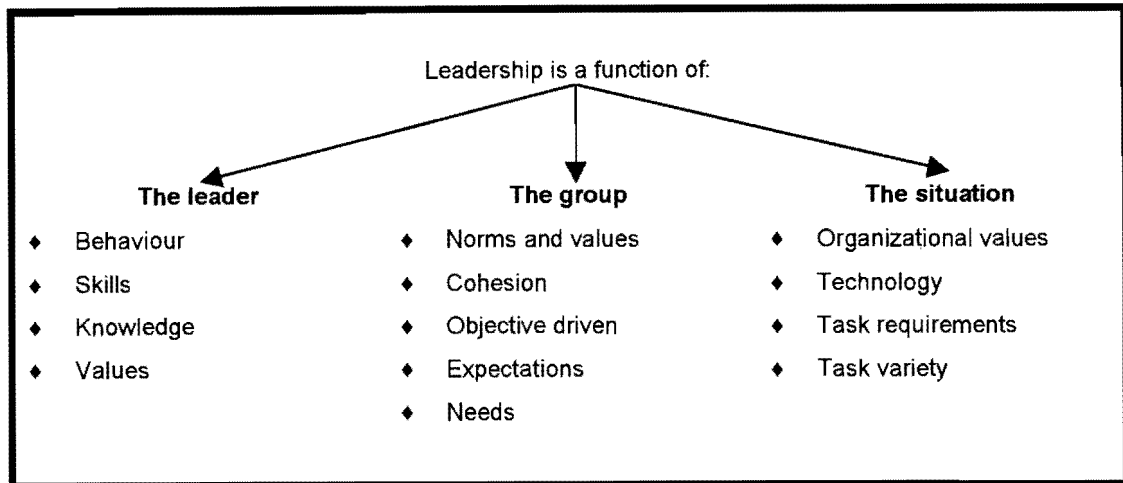 Leadership is a function of:
The leader
♦ Behaviour
♦ Skills
♦ Knowledge
♦ Values
The group
♦ Norms and values
♦ Cohesion
♦ Objective driven
♦ Expectations
♦ Needs
The situation
♦ Organizational values
♦ Technology
♦ Task requirements
♦ Task variety